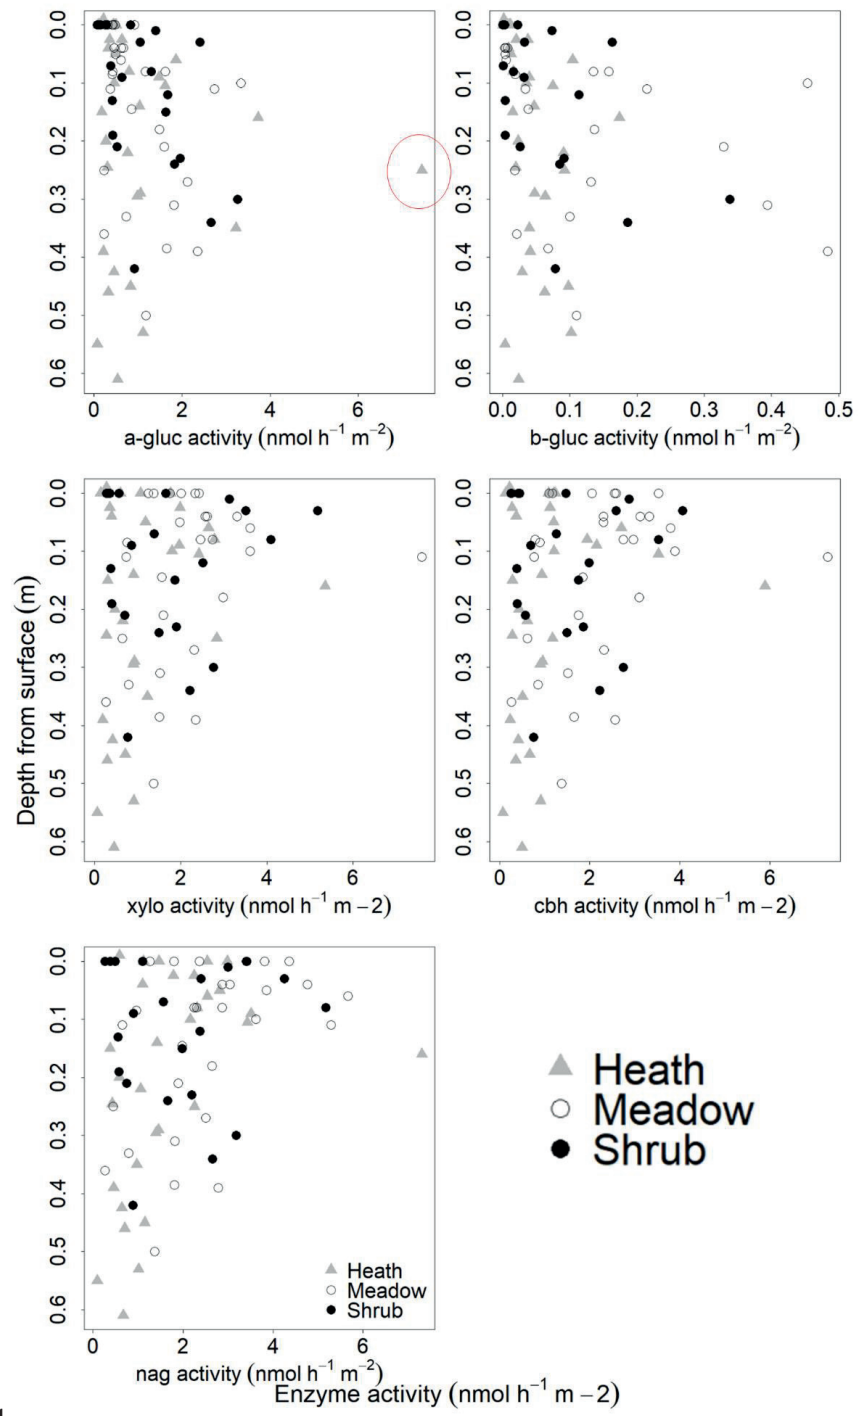 0.0 0.1 0.2 0.3 0.4 0.5 0.6
0 2 4 6
a-gluc activity (nmol h⁻¹ m⁻²)
0.0 0.1 0.2 0.3 0.4 0.5 0.6
0.0 0.1 0.2 0.3 0.4 0.5
b-gluc activity (nmol h⁻¹ m⁻²)
Depth from surface (m)
0.0 0.1 0.2 0.3 0.4 0.5 0.6
0 2 4 6
xylo activity (nmol h⁻¹ m −2)
0.0 0.1 0.2 0.3 0.4 0.5 0.6
0 2 4 6
cbh activity (nmol h⁻¹ m −2)
0.0 0.1 0.2 0.3 0.4 0.5 0.6
Heath
Meadow
Shrub
0 2 4 6
nag activity (nmol h⁻¹ m⁻²)
Heath
Meadow
Shrub
Enzyme activity (nmol h⁻¹ m −2)